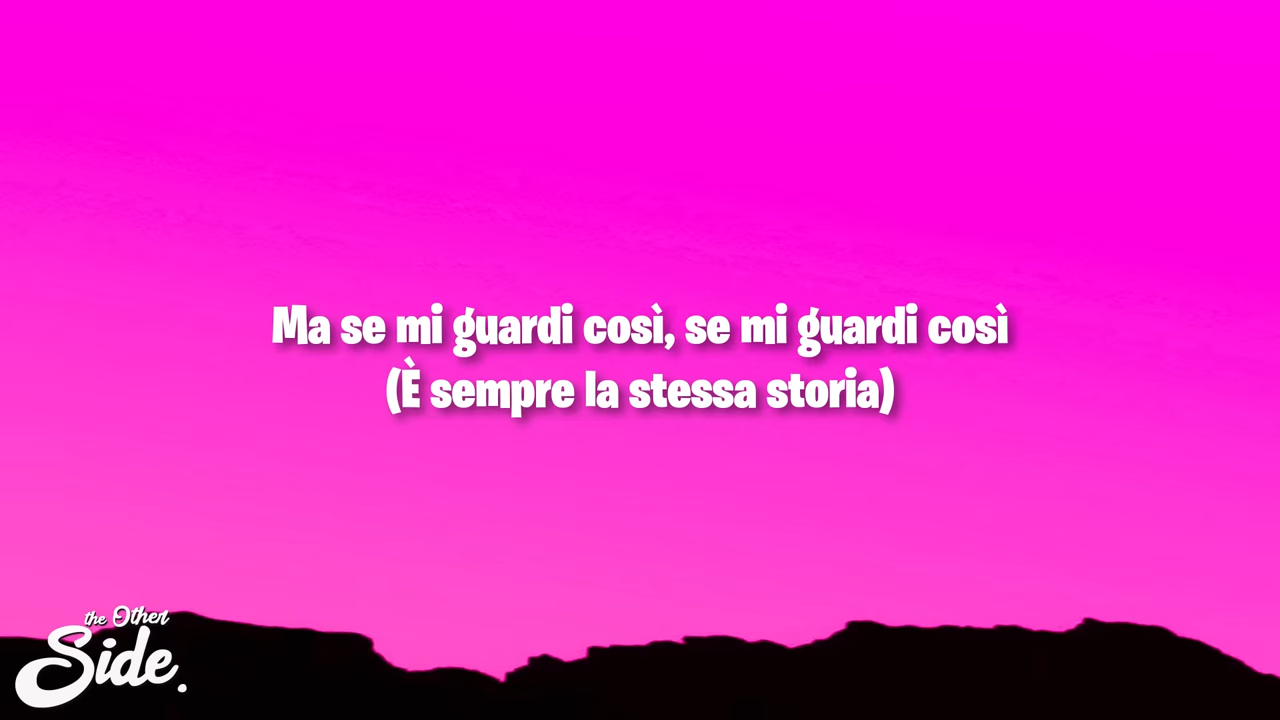 Ma se mi guardi così, se mi guardi così
(È sempre la stessa storia)
the Other
Side.